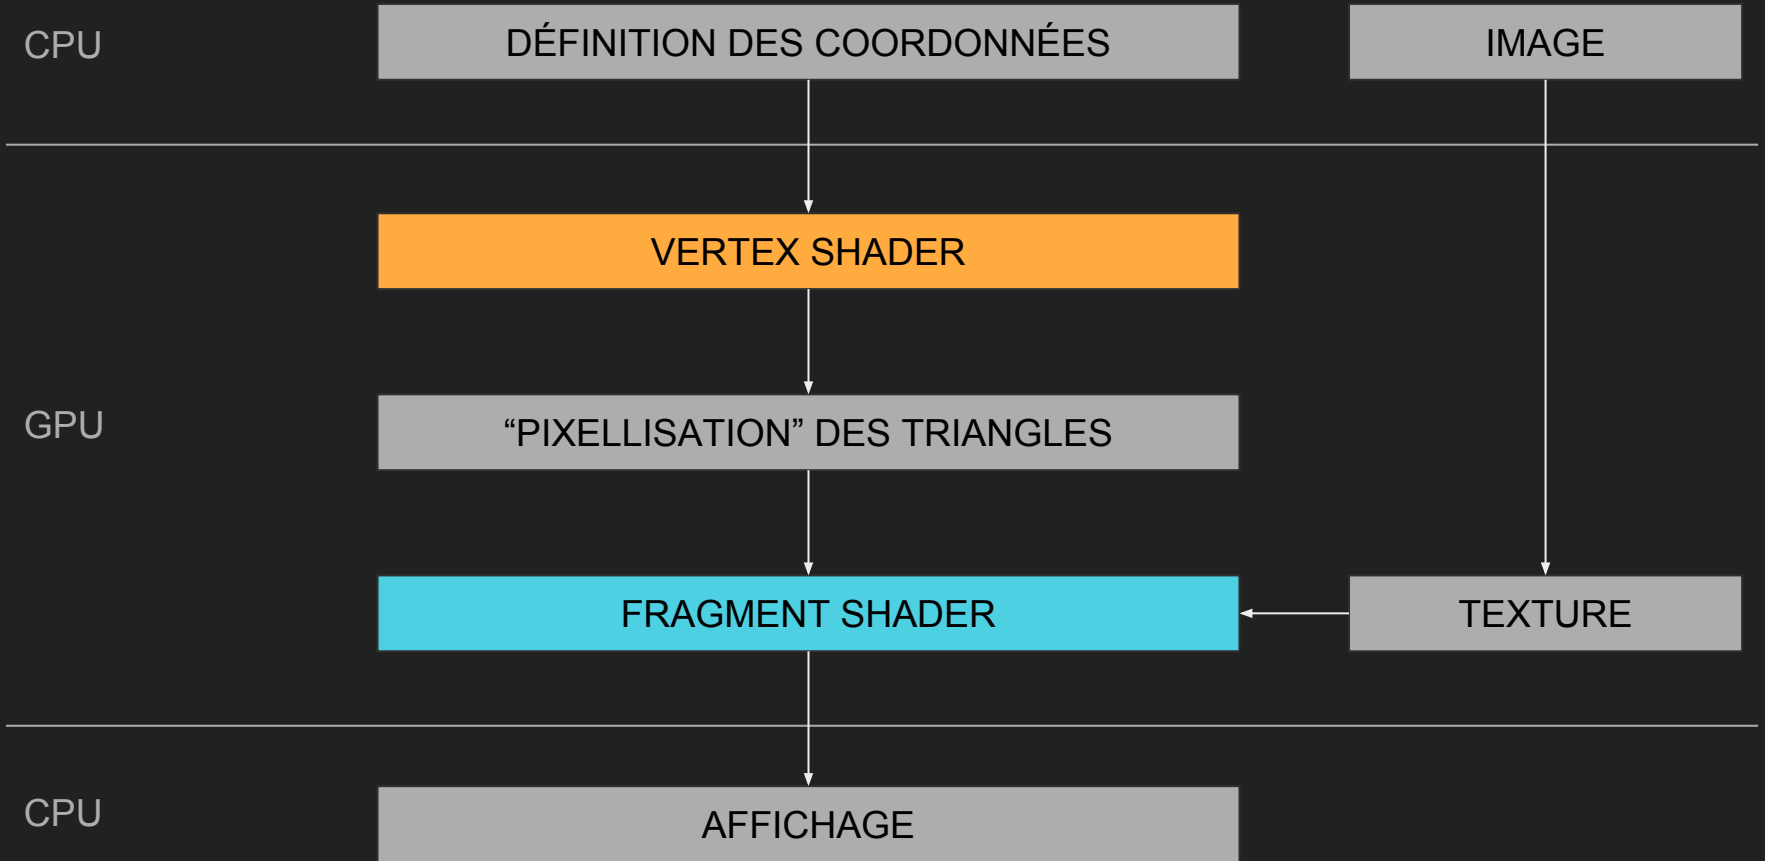 CPU
DÉFINITION DES COORDONNÉES
IMAGE
VERTEX SHADER
GPU
“PIXELLISATION” DES TRIANGLES
FRAGMENT SHADER
TEXTURE
CPU
AFFICHAGE